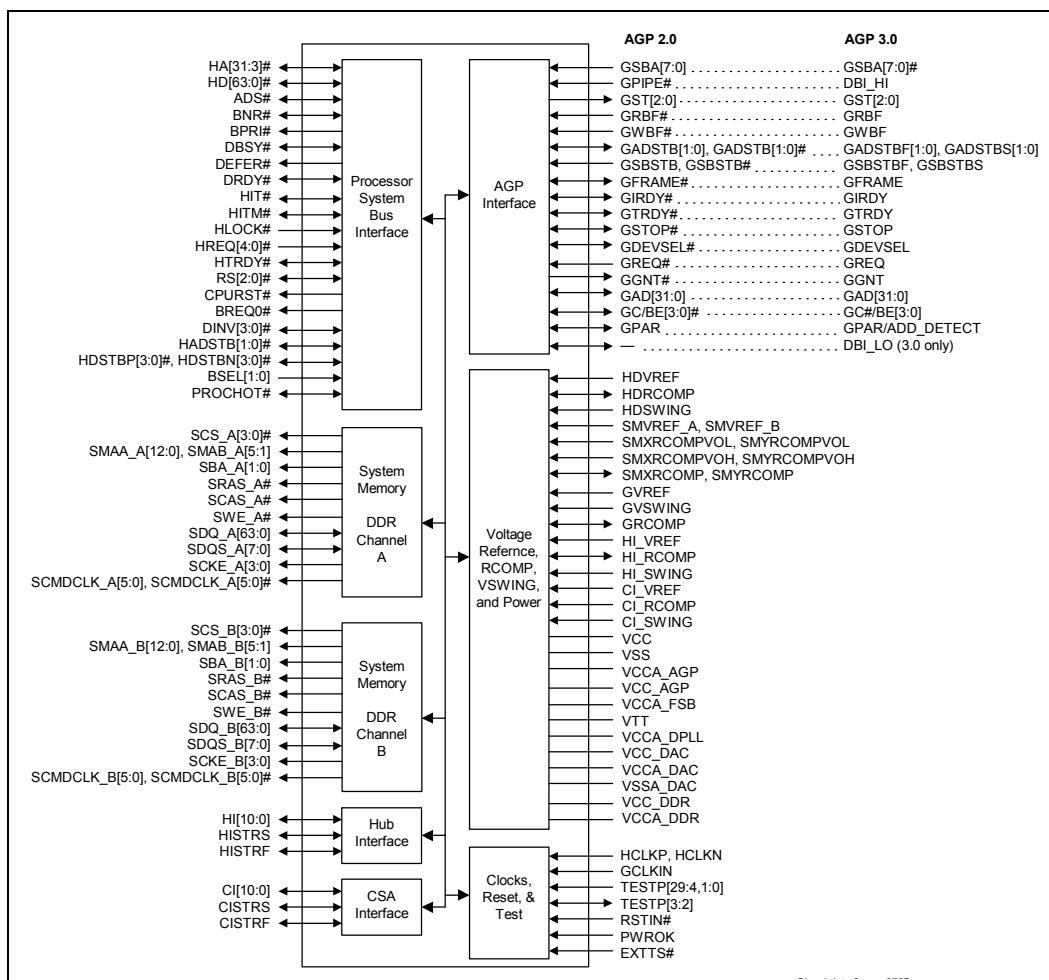 AGP 2.0 AGP 3.0
HA[31:3]#
HD[63:0]#
ADS#
BNR#
BPRI#
DBSY#
DEFER#
DRDY#
HIT#
HITM#
HLOCK#
HREQ[4:0]#
HTRDY#
RS[2:0]#
CPURST#
BREQ0#
DINV[3:0]#
HADSTB[1:0]#
HDSTBP[3:0]#, HDSTBN[3:0]#
BSEL[1:0]
PROCHOT#
Processor
System
Bus
Interface
SCS_A[3:0]#
SMAA_A[12:0], SMAB_A[5:1]
SBA_A[1:0]
SRAS_A#
SCAS_A#
SWE_A#
SDQ_A[63:0]
SDQS_A[7:0]
SCKE_A[3:0]
SCMDCLK_A[5:0], SCMDCLK_A[5:0]#
System
Memory
DDR
Channel
A
SCS_B[3:0]#
SMAA_B[12:0], SMAB_B[5:1]
SBA_B[1:0]
SRAS_B#
SCAS_B#
SWE_B#
SDQ_B[63:0]
SDQS_B[7:0]
SCKE_B[3:0]
SCMDCLK_B[5:0], SCMDCLK_B[5:0]#
System
Memory
DDR
Channel
B
HI[10:0]
HISTRS
HISTRF
Hub
Interface
CI[10:0]
CISTRS
CISTRF
CSA
Interface
AGP
Interface
GSBA[7:0] . . . . . . . . . . . . . . . . . GSBA[7:0]#
GPIPE# . . . . . . . . . . . . . . . . . DBI_HI
GST[2:0] . . . . . . . . . . . . . . . . . GST[2:0]
GRBF# . . . . . . . . . . . . . . . . . GRBF
GWBF# . . . . . . . . . . . . . . . . . GWBF
GADSTB[1:0], GADSTB[1:0]# . . . . GADSTBF[1:0], GADSTBS[1:0]
GSBSTB, GSBSTB# . . . . . . . . . . GSBSTBF, GSBSTBS
GFRAME# . . . . . . . . . . . . . . . . . GFRAME
GIRDY# . . . . . . . . . . . . . . . . . GIRDY
GTRDY# . . . . . . . . . . . . . . . . . GTRDY
GSTOP# . . . . . . . . . . . . . . . . . GSTOP
GDEVSEL# . . . . . . . . . . . . . . . . GDEVSEL
GREQ# . . . . . . . . . . . . . . . . . GREQ
GGNT# . . . . . . . . . . . . . . . . . GGNT
GAD[31:0] . . . . . . . . . . . . . . . . . GAD[31:0]
GC/BE[3:0]# . . . . . . . . . . . . . . . GC#/BE[3:0]
GPAR . . . . . . . . . . . . . . . . . GPAR/ADD_DETECT
— . . . . . . . . . . . . . . . . . DBI_LO (3.0 only)
Voltage
Refernce,
RCOMP,
VSWING,
and Power
HDVREF
HDRCOMP
HDSWING
SMVREF_A, SMVREF_B
SMXRCOMPVOL, SMYRCOMPVOL
SMXRCOMPVOH, SMYRCOMPVOH
SMXRCOMP, SMYRCOMP
GVREF
GVSWING
GRCOMP
HI_VREF
HI_RCOMP
HI_SWING
CI_VREF
CI_RCOMP
CI_SWING
VCC
VSS
VCCA_AGP
VCC_AGP
VCCA_FSB
VTT
VCCA_DPLL
VCC_DAC
VCCA_DAC
VSSA_DAC
VCC_DDR
VCCA_DDR
Clocks,
Reset, &
Test
HCLKP, HCLKN
GCLKIN
TESTP[29:4,1:0]
TESTP[3:2]
RSTIN#
PWROK
EXTTS#